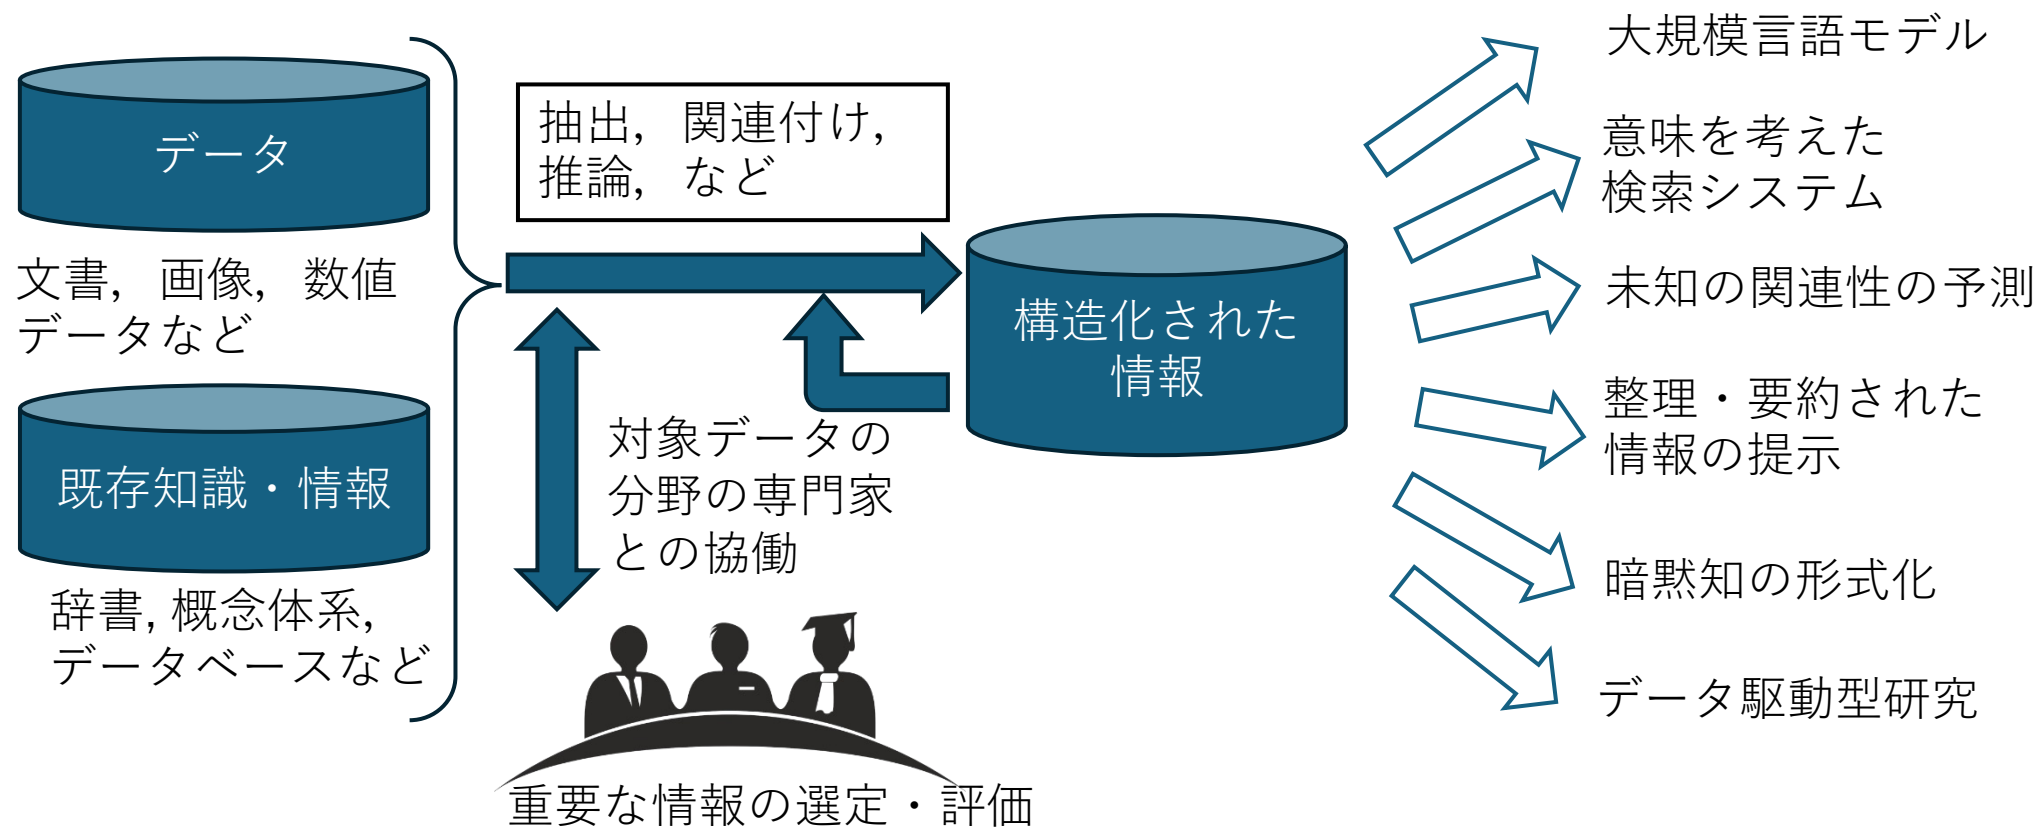 データ
文書，画像，数値
データなど
既存知識・情報
辞書, 概念体系,
データベースなど
抽出，関連付け,
推論，など
対象データの
分野の専門家
との協働
重要な情報の選定・評価
構造化された
情報
大規模言語モデル
意味を考えた
検索システム
未知の関連性の予測
整理・要約された
情報の提示
暗黙知の形式化
データ駆動型研究